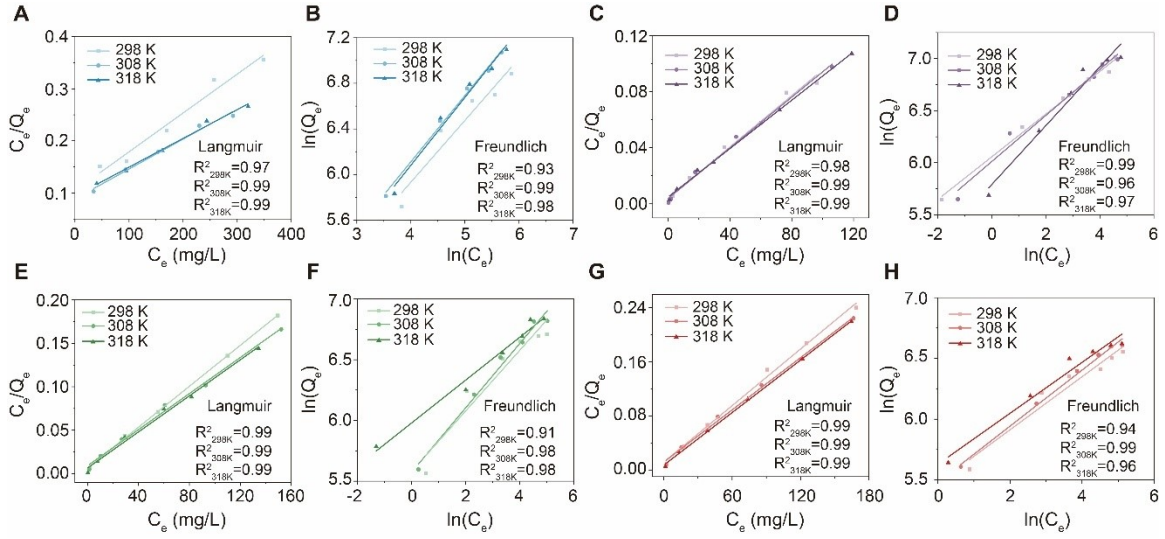 A
C_e/Q_e
0.4
0.3
0.2
0.1
298 K
308 K
318 K
Langmuir
R²_298K=0.97
R²_308K=0.99
R²_318K=0.99
0 100 200 300 400
C_e (mg/L)
B
ln(Q_e)
7.2
6.8
6.4
6.0
5.6
298 K
308 K
318 K
Freundlich
R²_298K=0.93
R²_308K=0.99
R²_318K=0.98
3 4 5 6 7
ln(C_e)
C
C_e/Q_e
0.12
0.08
0.04
0.00
298 K
308 K
318 K
Langmuir
R²_298K=0.98
R²_308K=0.99
R²_318K=0.99
0 30 60 90 120
C_e (mg/L)
D
ln(Q_e)
7.5
7.0
6.5
6.0
5.5
298 K
308 K
318 K
Freundlich
R²_298K=0.99
R²_308K=0.96
R²_318K=0.97
-2 0 2 4 6
ln(C_e)
E
C_e/Q_e
0.20
0.15
0.10
0.05
0.00
298 K
308 K
318 K
Langmuir
R²_298K=0.99
R²_308K=0.99
R²_318K=0.99
0 40 80 120 160
C_e (mg/L)
F
ln(Q_e)
7.0
6.5
6.0
5.5
298 K
308 K
318 K
Freundlich
R²_298K=0.91
R²_308K=0.98
R²_318K=0.98
-2 0 2 4 6
ln(C_e)
G
C_e/Q_e
0.24
0.16
0.08
0.00
298 K
308 K
318 K
Langmuir
R²_298K=0.99
R²_308K=0.99
R²_318K=0.99
0 60 120 180
C_e (mg/L)
H
ln(Q_e)
7.0
6.5
6.0
5.5
298 K
308 K
318 K
Freundlich
R²_298K=0.94
R²_308K=0.99
R²_318K=0.96
0 2 4 6
ln(C_e)